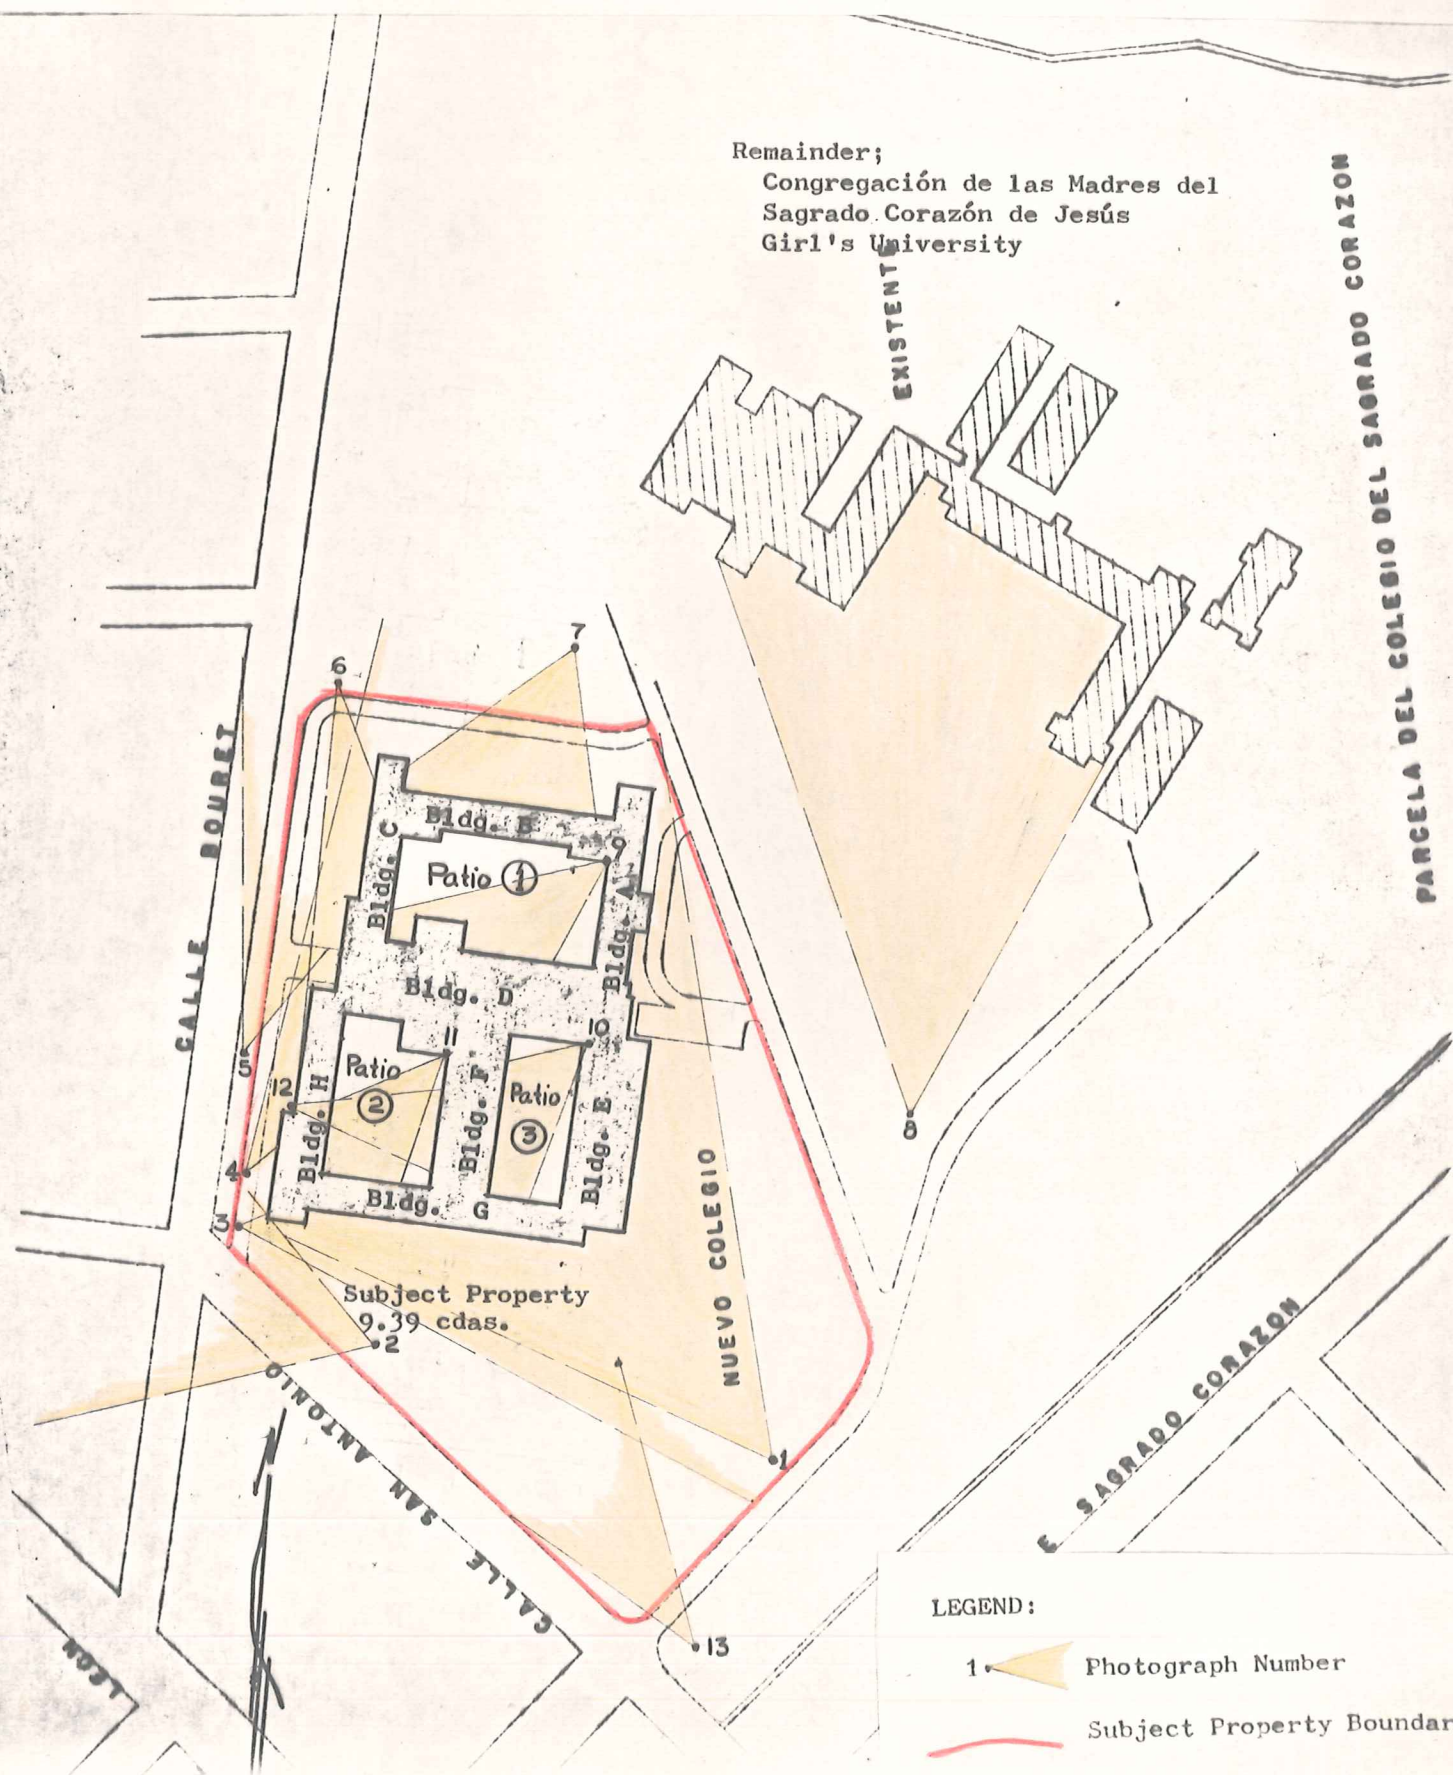 Remainder;
Congregación de las Madres del
Sagrado Corazón de Jesús
Girl's University
EXISTENTE
PARCELA DEL COLEGIO DEL SAGRADO CORAZON
7
6
CALLE BOURET
Bldg. B
Bldg. C
9
Patio 1
Bldg. A
Bldg. D
5
12
11
10
Patio
2
Patio
3
Bldg. H
Bldg. F
Bldg. E
8
4
Bldg. G
3
NUEVO COLEGIO
Subject Property
9.39 cdas.
2
1
CALLE SAN ANTONIO
E SAGRADO CORAZON
LEON
13
LEGEND:
1 Photograph Number
Subject Property Boundar